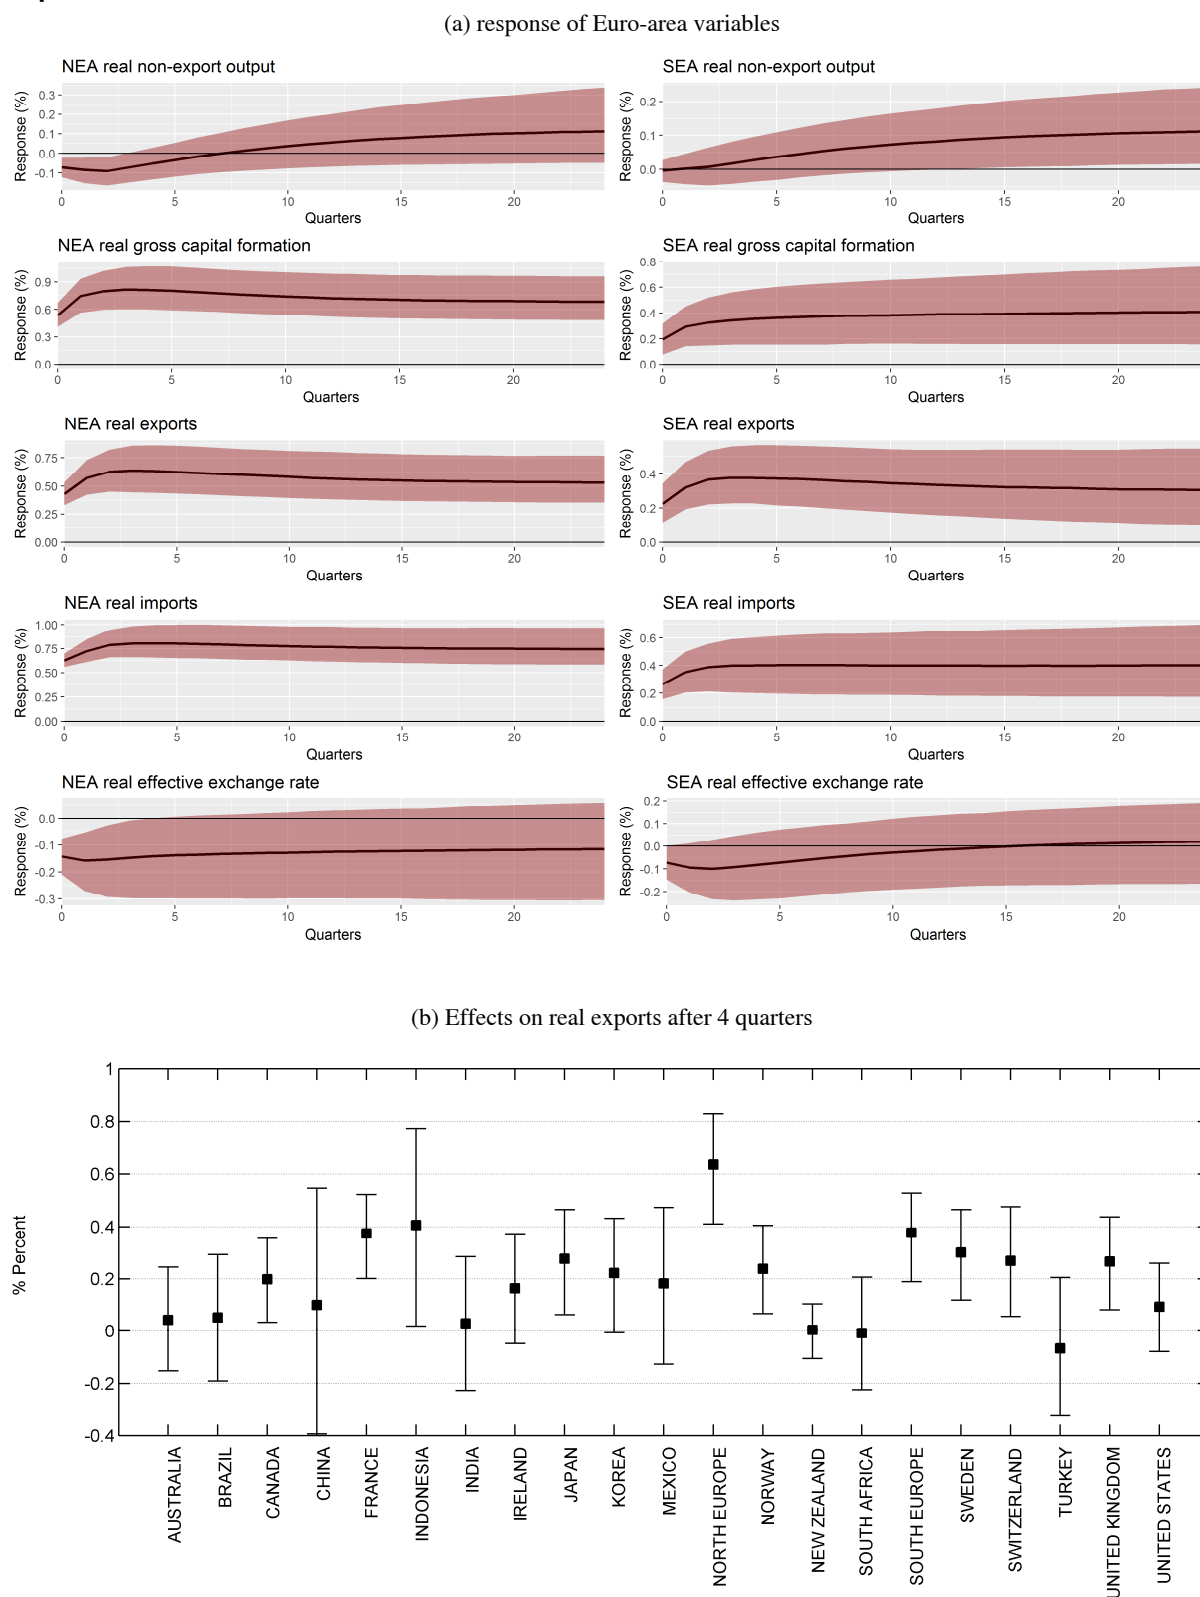 (a) response of Euro-area variables
NEA real non-export output
SEA real non-export output
Response (%)
0.3
0.2
0.1
0.0
-0.1
0 5 10 15 20
Quarters
Response (%)
0.2
0.1
0.0
0 5 10 15 20
Quarters
NEA real gross capital formation
SEA real gross capital formation
Response (%)
0.9
0.6
0.3
0.0
0 5 10 15 20
Quarters
Response (%)
0.8
0.6
0.4
0.2
0.0
0 5 10 15 20
Quarters
NEA real exports
SEA real exports
Response (%)
0.75
0.50
0.25
0.00
0 5 10 15 20
Quarters
Response (%)
0.4
0.2
0.0
0 5 10 15 20
Quarters
NEA real imports
SEA real imports
Response (%)
1.00
0.75
0.50
0.25
0.00
0 5 10 15 20
Quarters
Response (%)
0.6
0.4
0.2
0.0
0 5 10 15 20
Quarters
NEA real effective exchange rate
SEA real effective exchange rate
Response (%)
0.0
-0.1
-0.2
-0.3
0 5 10 15 20
Quarters
Response (%)
0.2
0.1
0.0
-0.1
-0.2
0 5 10 15 20
Quarters
(b) Effects on real exports after 4 quarters
% Percent
1
0.8
0.6
0.4
0.2
0
-0.2
-0.4
AUSTRALIA
BRAZIL
CANADA
CHINA
FRANCE
INDONESIA
INDIA
IRELAND
JAPAN
KOREA
MEXICO
NORTH EUROPE
NORWAY
NEW ZEALAND
SOUTH AFRICA
SOUTH EUROPE
SWEDEN
SWITZERLAND
TURKEY
UNITED KINGDOM
UNITED STATES